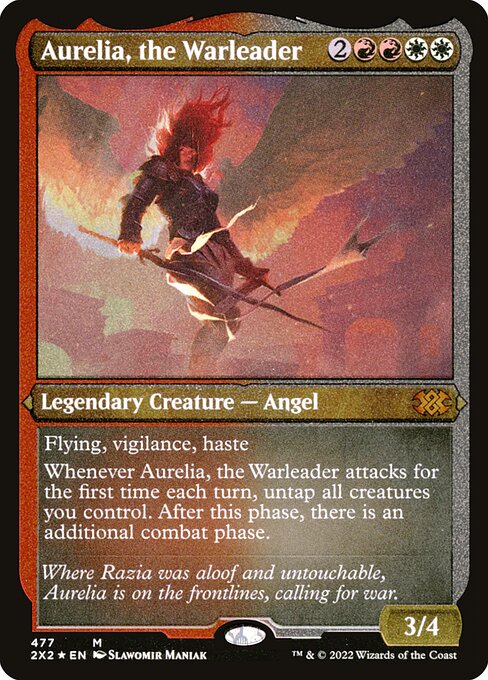 Aurelia, the Warleader 2
Legendary Creature — Angel
Flying, vigilance, haste
Whenever Aurelia, the Warleader attacks for
the first time each turn, untap all creatures
you control. After this phase, there is an
additional combat phase.
Where Razia was aloof and untouchable,
Aurelia is on the frontlines, calling for war.
3/4
477 M
2X2 ★ EN Slawomir Maniak
™ & © 2022 Wizards of the Coast